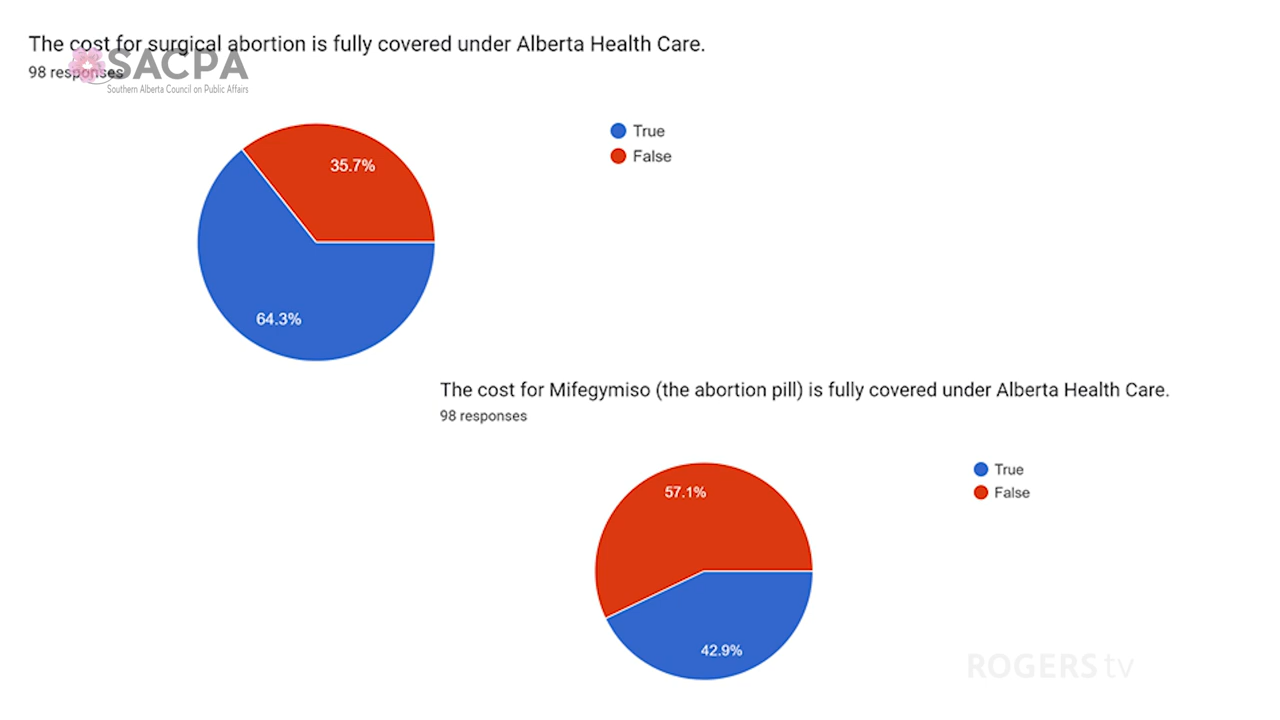 The cost for surgical abortion is fully covered under Alberta Health Care.
98 responses
SACPA
Southern Alberta Council on Public Affairs
True
False
35.7%
64.3%
The cost for Mifegymiso (the abortion pill) is fully covered under Alberta Health Care.
98 responses
True
False
57.1%
42.9%
ROGERS tv